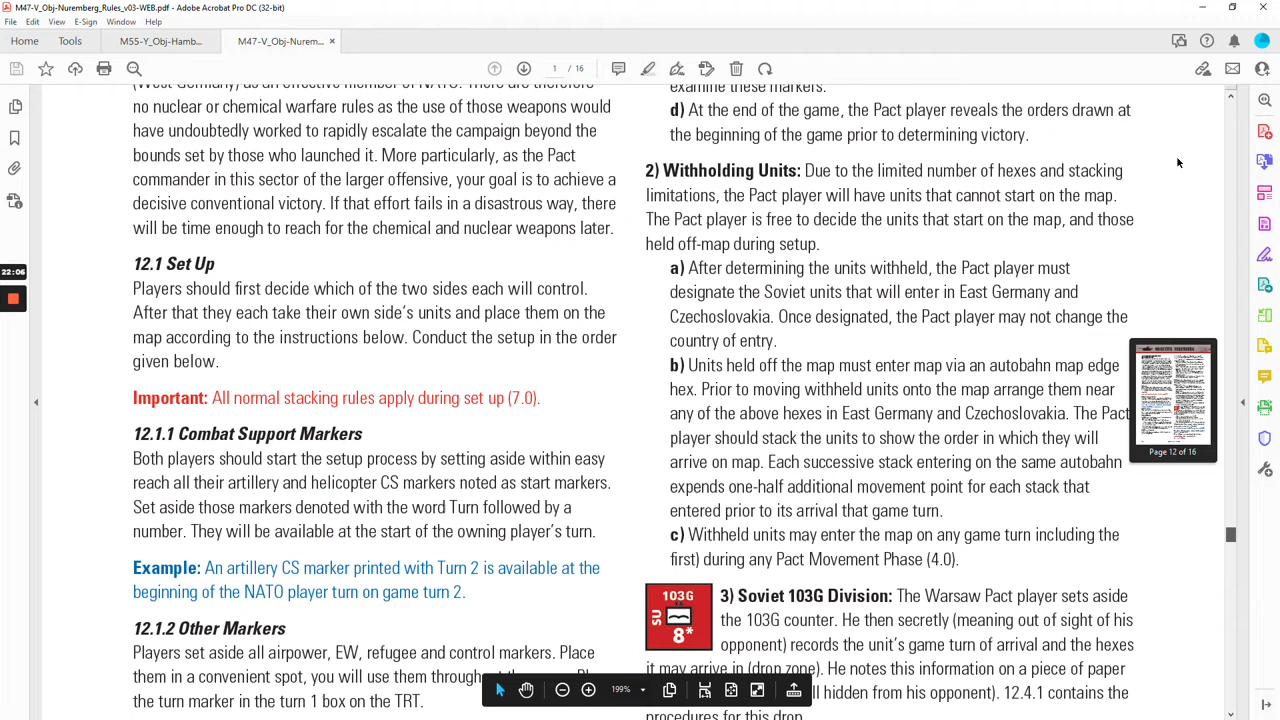 M47-V_Obj-Nuremberg_Rules_v03-WEB.pdf - Adobe Acrobat Pro DC (32-bit)
File Edit View E-Sign Window Help
Home Tools M55-Y_Obj-Hamb... M47-V_Obj-Nurem... ×
1 / 16
(West Germany) as an effective member of NATO. There are therefore
no nuclear or chemical warfare rules as the use of those weapons would
have undoubtedly worked to rapidly escalate the campaign beyond the
bounds set by those who launched it. More particularly, as the Pact
commander in this sector of the larger offensive, your goal is to achieve a
decisive conventional victory. If that effort fails in a disastrous way, there
will be time enough to reach for the chemical and nuclear weapons later.
12.1 Set Up
Players should first decide which of the two sides each will control.
After that they each take their own side's units and place them on the
map according to the instructions below. Conduct the setup in the order
given below.
Important: All normal stacking rules apply during set up (7.0).
12.1.1 Combat Support Markers
Both players should start the setup process by setting aside within easy
reach all their artillery and helicopter CS markers noted as start markers.
Set aside those markers denoted with the word Turn followed by a
number. They will be available at the start of the owning player's turn.
Example: An artillery CS marker printed with Turn 2 is available at the
beginning of the NATO player turn on game turn 2.
12.1.2 Other Markers
Players set aside all airpower, EW, refugee and control markers. Place
them in a convenient spot, you will use them throughout the
the turn marker in the turn 1 box on the TRT.
examine these markers.
d) At the end of the game, the Pact player reveals the orders drawn at
the beginning of the game prior to determining victory.
2) Withholding Units: Due to the limited number of hexes and stacking
limitations, the Pact player will have units that cannot start on the map.
The Pact player is free to decide the units that start on the map, and those
held off-map during setup.
a) After determining the units withheld, the Pact player must
designate the Soviet units that will enter in East Germany and
Czechoslovakia. Once designated, the Pact player may not change the
country of entry.
b) Units held off the map must enter map via an autobahn map edge
hex. Prior to moving withheld units onto the map arrange them near
any of the above hexes in East Germany and Czechoslovakia. The Pact
player should stack the units to show the order in which they will
arrive on map. Each successive stack entering on the same autobahn
expends one-half additional movement point for each stack that
entered prior to its arrival that game turn.
c) Withheld units may enter the map on any game turn including the
first) during any Pact Movement Phase (4.0).
103G
SU
8*
3) Soviet 103G Division: The Warsaw Pact player sets aside
the 103G counter. He then secretly (meaning out of sight of his
opponent) records the unit's game turn of arrival and the hexes
it may arrive in (drop zone). He notes this information on a piece of paper
hidden from his opponent). 12.4.1 contains the
procedures for this drop.
22:06
Page 12 of 16
199%